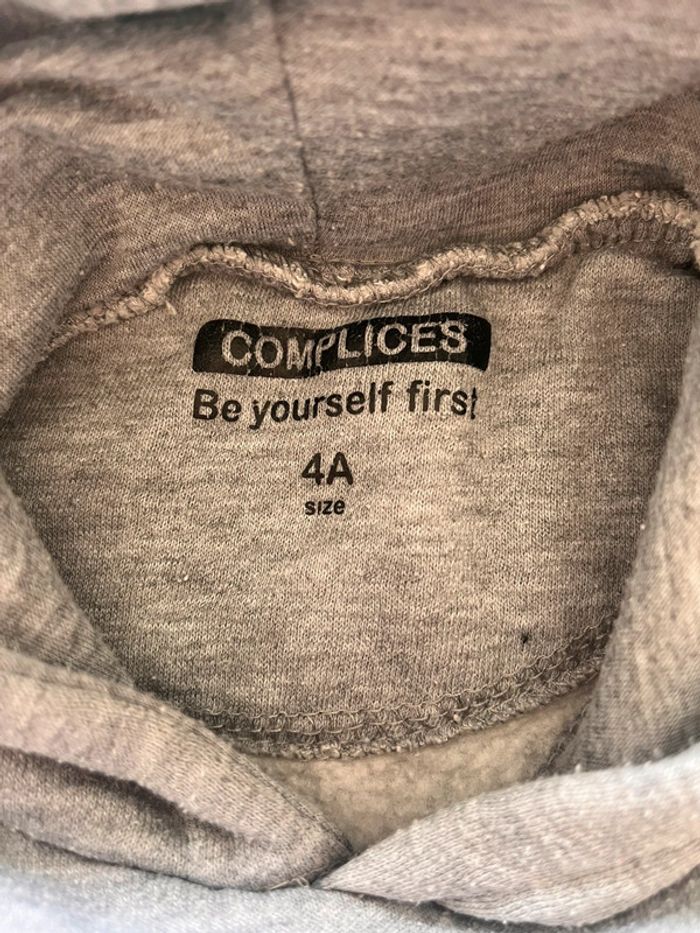 COMPLICES
Be yourself first
4A
size